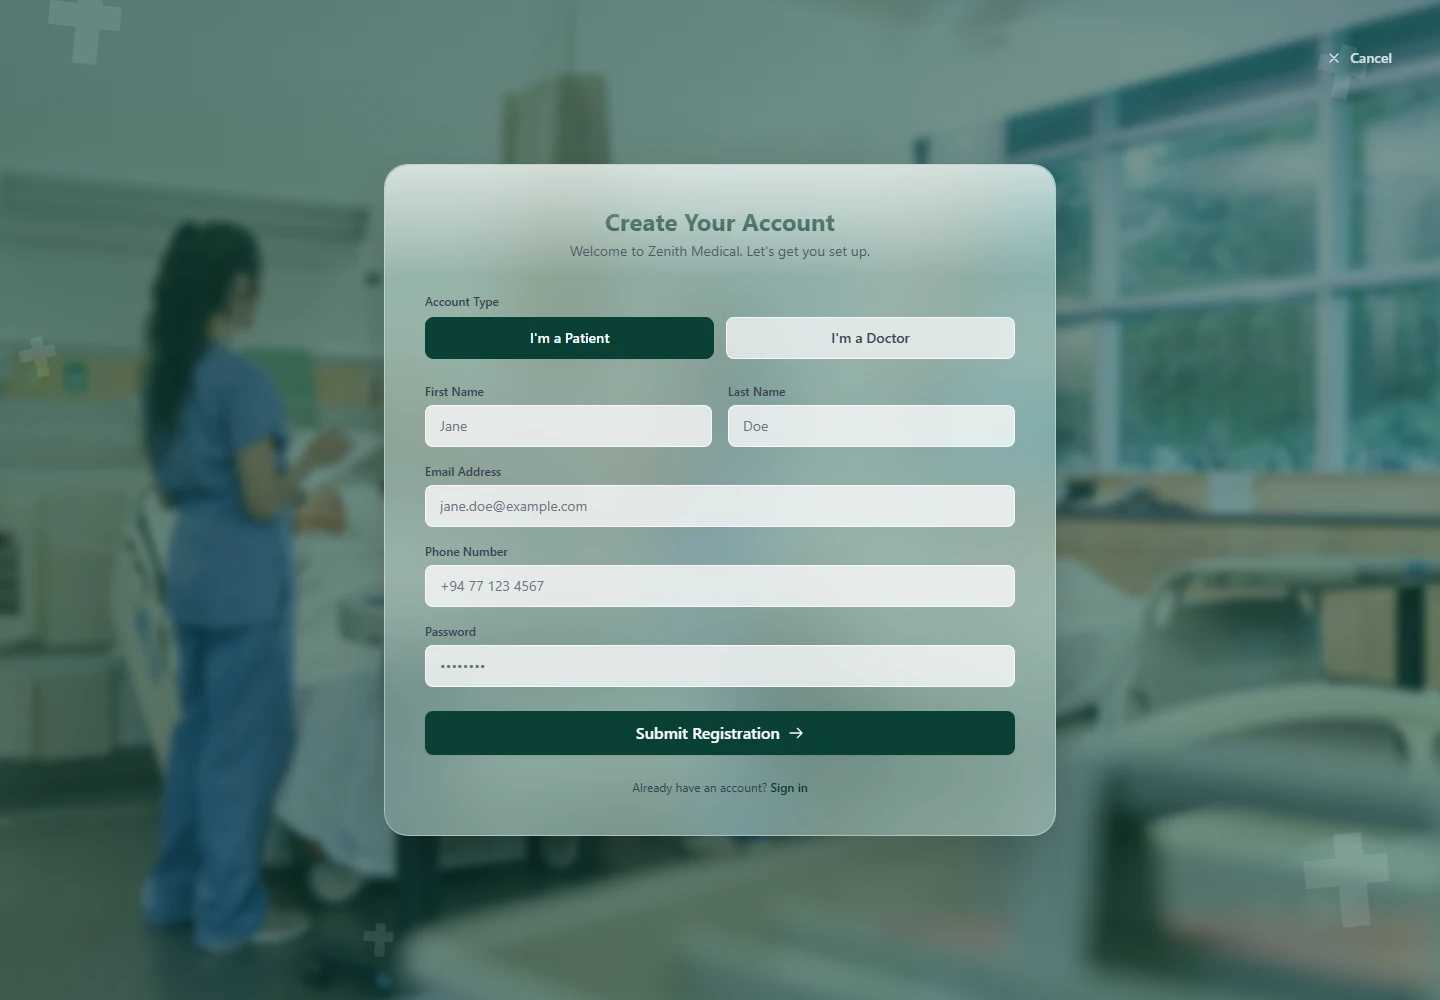 Cancel
Create Your Account
Welcome to Zenith Medical. Let's get you set up.
Account Type
I'm a Patient
I'm a Doctor
First Name
Last Name
Jane
Doe
Email Address
jane.doe@example.com
Phone Number
+94 77 123 4567
Password
••••••••
Submit Registration →
Already have an account? Sign in